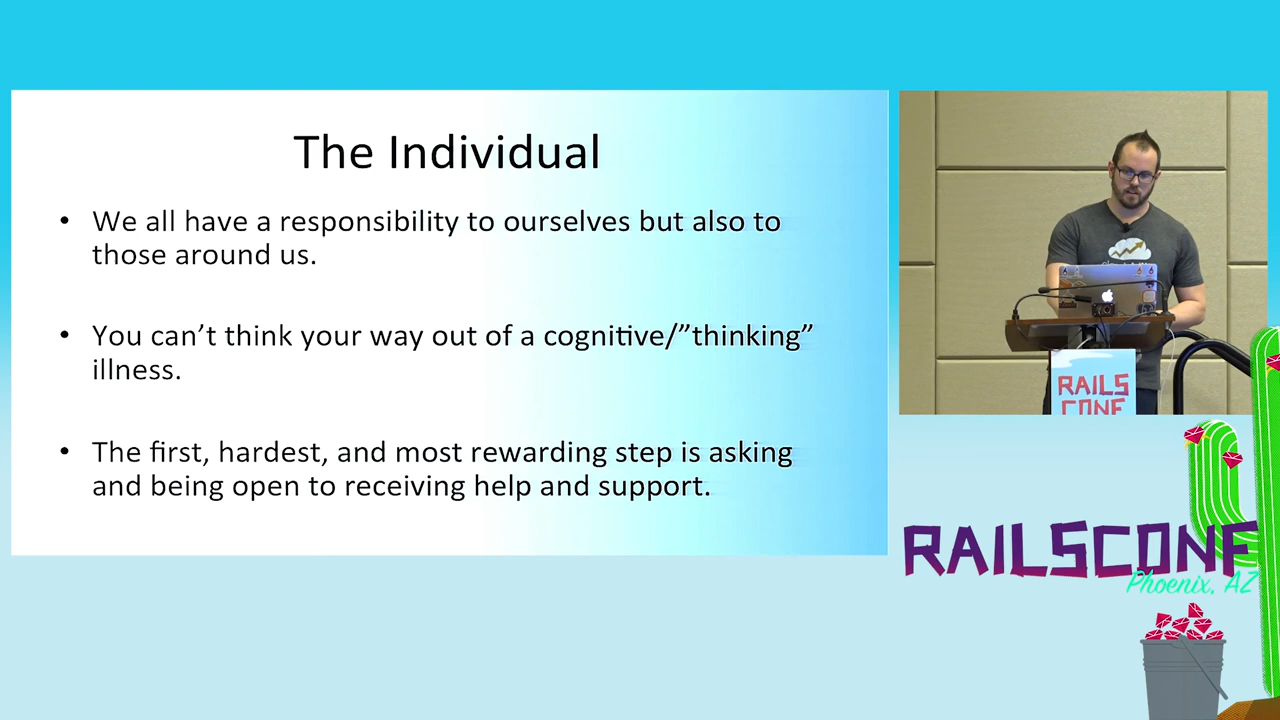 The Individual
• We all have a responsibility to ourselves but also to
those around us.
• You can’t think your way out of a cognitive/”thinking”
illness.
• The first, hardest, and most rewarding step is asking
and being open to receiving help and support.
RAILS
CONF
RAILSCONF
Phoenix, AZ